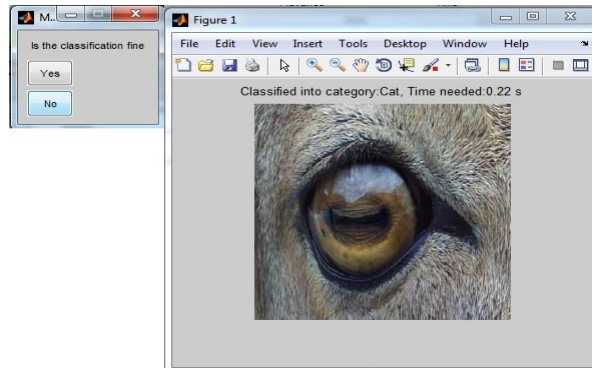 M...
Is the classification fine
Yes
No
Figure 1
File Edit View Insert Tools Desktop Window Help
Classified into category:Cat, Time needed:0.22 s